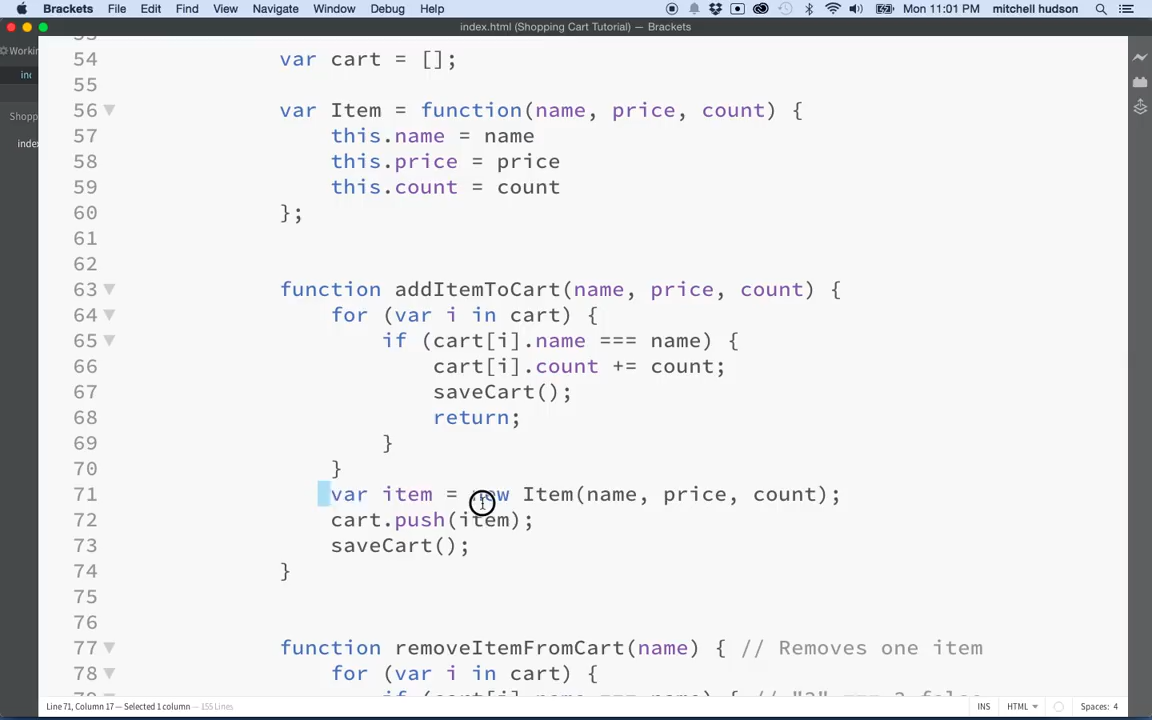 Brackets File Edit Find View Navigate Window Debug Help Mon 11:01 PM mitchell hudson
index.html (Shopping Cart Tutorial) — Brackets
54 var cart = [];
55
56 var Item = function(name, price, count) {
57 this.name = name
58 this.price = price
59 this.count = count
60 };
61
62
63 function addItemToCart(name, price, count) {
64 for (var i in cart) {
65 if (cart[i].name === name) {
66 cart[i].count += count;
67 saveCart();
68 return;
69 }
70 }
71 var item = new Item(name, price, count);
72 cart.push(item);
73 saveCart();
74 }
75
76
77 function removeItemFromCart(name) { // Removes one item
78 for (var i in cart) {
Line 71, Column 17 — Selected 1 column — 155 Lines INS HTML Spaces: 4